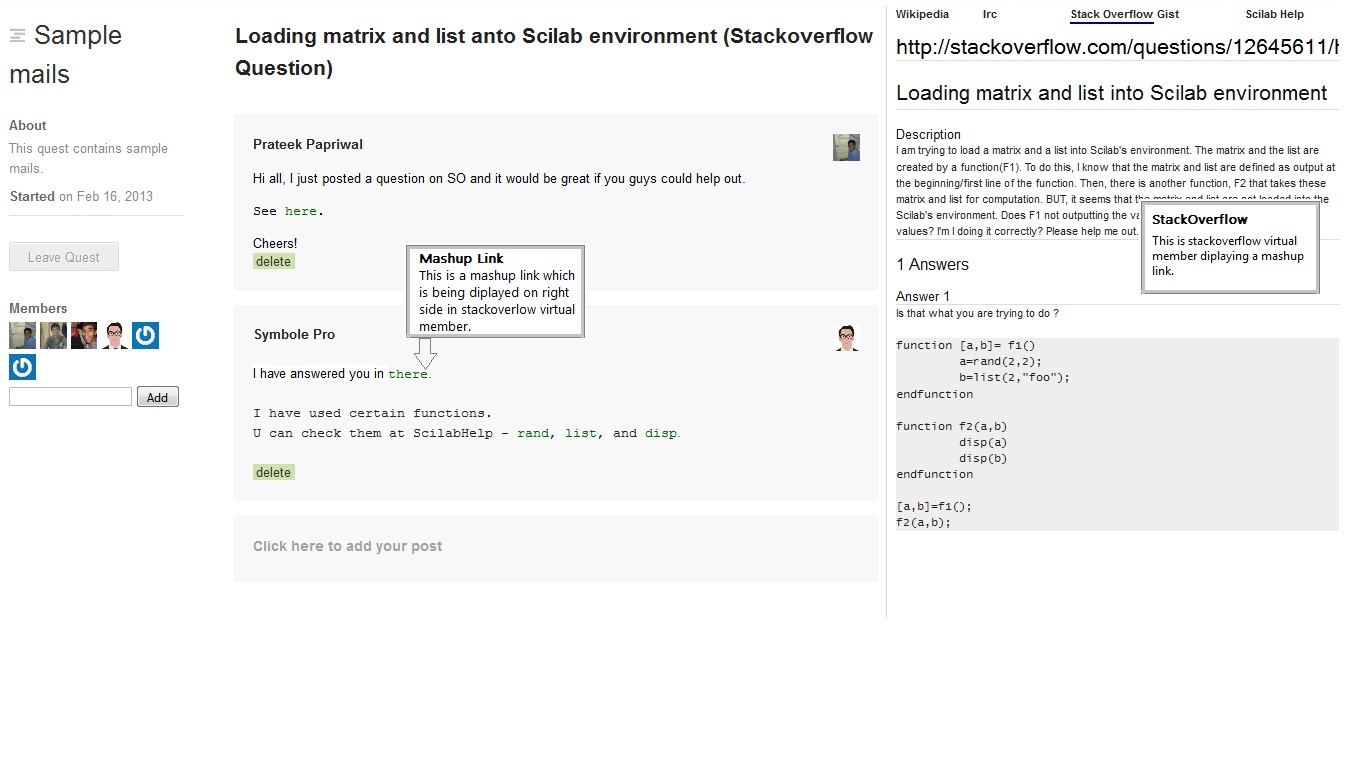 Sample
mails
About
This quest contains sample
mails.
Started on Feb 16, 2013
Leave Quest
Members
Add
Loading matrix and list anto Scilab environment (Stackoverflow
Question)
Prateek Papriwal
Hi all, I just posted a question on SO and it would be great if you guys could help out.
See here.
Cheers!
delete
Mashup Link
This is a mashup link which
is being diplayed on right
side in stackoverlow virtual
member.
Symbole Pro
I have answered you in there.
I have used certain functions.
U can check them at ScilabHelp - rand, list, and disp.
delete
Click here to add your post
Wikipedia Irc Stack Overflow Gist Scilab Help
http://stackoverflow.com/questions/12645611/
Loading matrix and list into Scilab environment
Description
I am trying to load a matrix and a list into Scilab's environment. The matrix and the list are
created by a function(F1). To do this, I know that the matrix and list are defined as output at
the beginning/first line of the function. Then, there is another function, F2 that takes these
matrix and list for computation. BUT, it seems that the matrix and list are not loaded into the
Scilab's environment. Does F1 not outputting the
values? I'm I doing it correctly? Please help me out.
StackOverflow
This is stackoverflow virtual
member diplaying a mashup
link.
1 Answers
Answer 1
Is that what you are trying to do ?
function [a,b]= f1()
a=rand(2,2);
b=list(2,"foo");
endfunction
function f2(a,b)
disp(a)
disp(b)
endfunction
[a,b]=f1();
f2(a,b);